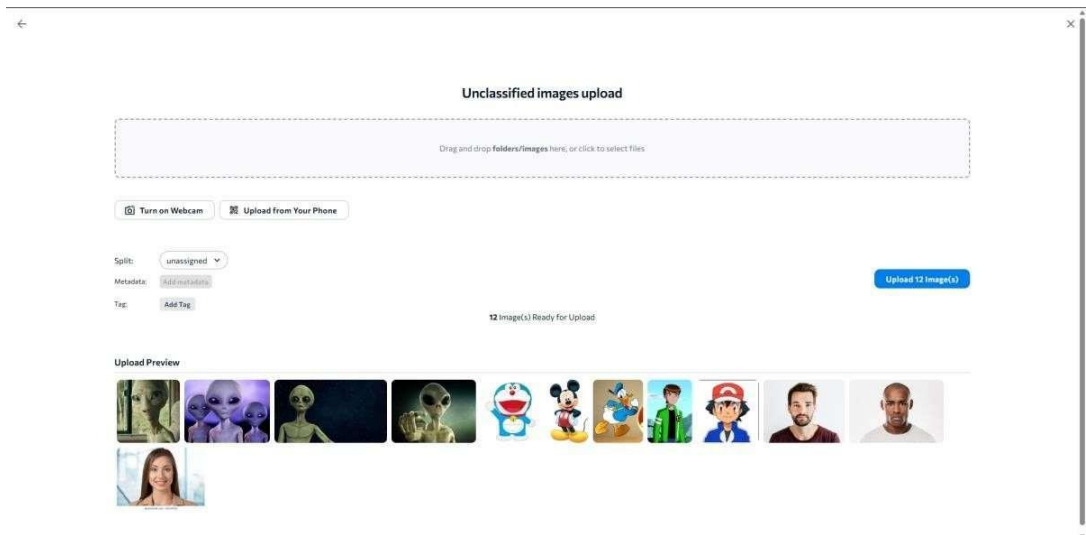 Unclassified images upload
Drag and drop folders/images here, or click to select files
Turn on Webcam
Upload from Your Phone
Split: unassigned
Metadata: Add metadata
Upload 12 Image(s)
Tag: Add Tag
12 Image(s) Ready for Upload
Upload Preview